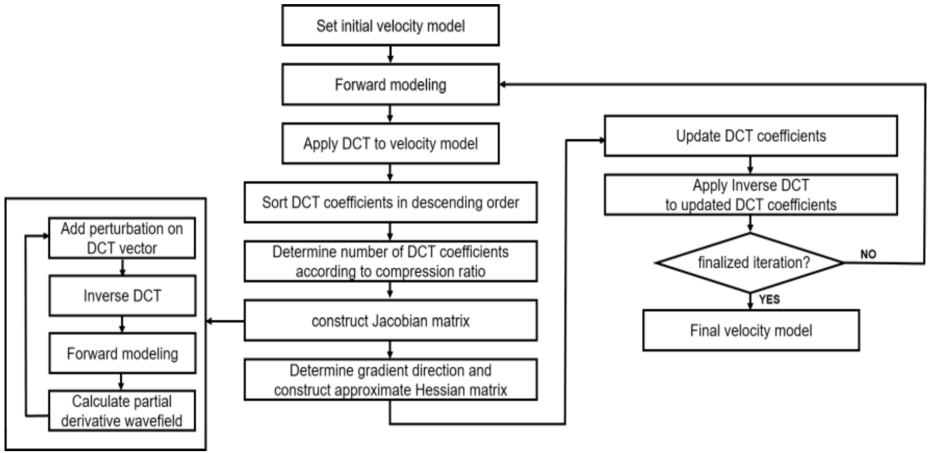 Set initial velocity model
Forward modeling
Apply DCT to velocity model
Sort DCT coefficients in descending order
Determine number of DCT coefficients
according to compression ratio
construct Jacobian matrix
Determine gradient direction and
construct approximate Hessian matrix
Add perturbation on
DCT vector
Inverse DCT
Forward modeling
Calculate partial
derivative wavefield
Update DCT coefficients
Apply Inverse DCT
to updated DCT coefficients
finalized iteration?
NO
YES
Final velocity model